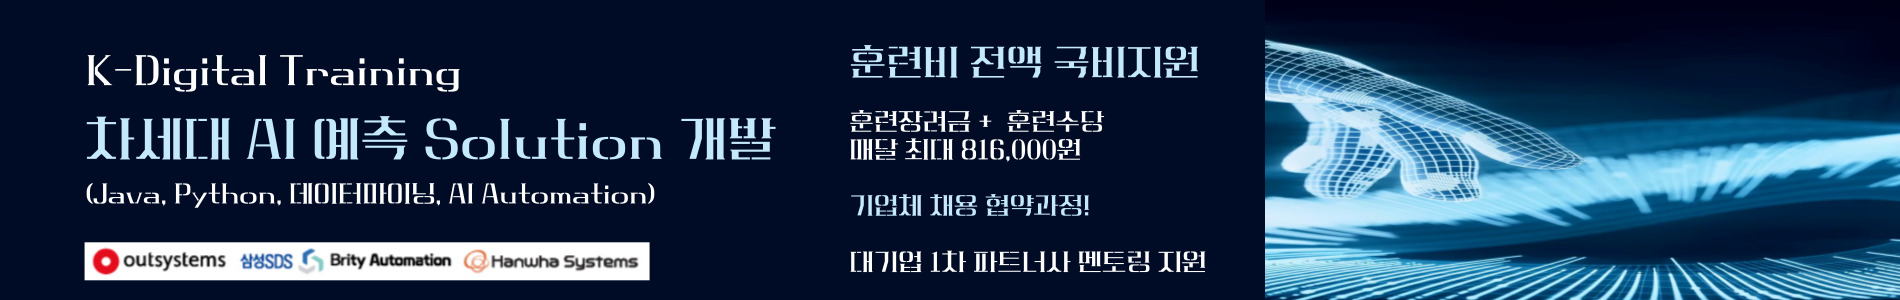 K-Digital Training
차세대 AI 예측 Solution 개발
(Java, Python, 데이터마이닝, AI Automation)
outsystems 삼성SDS Brity Automation Hanwha Systems
훈련비 전액 국비지원
훈련장려금 + 훈련수당
매달 최대 816,000원
기업체 채용 협약과정!
대기업 1차 파트너사 멘토링 지원